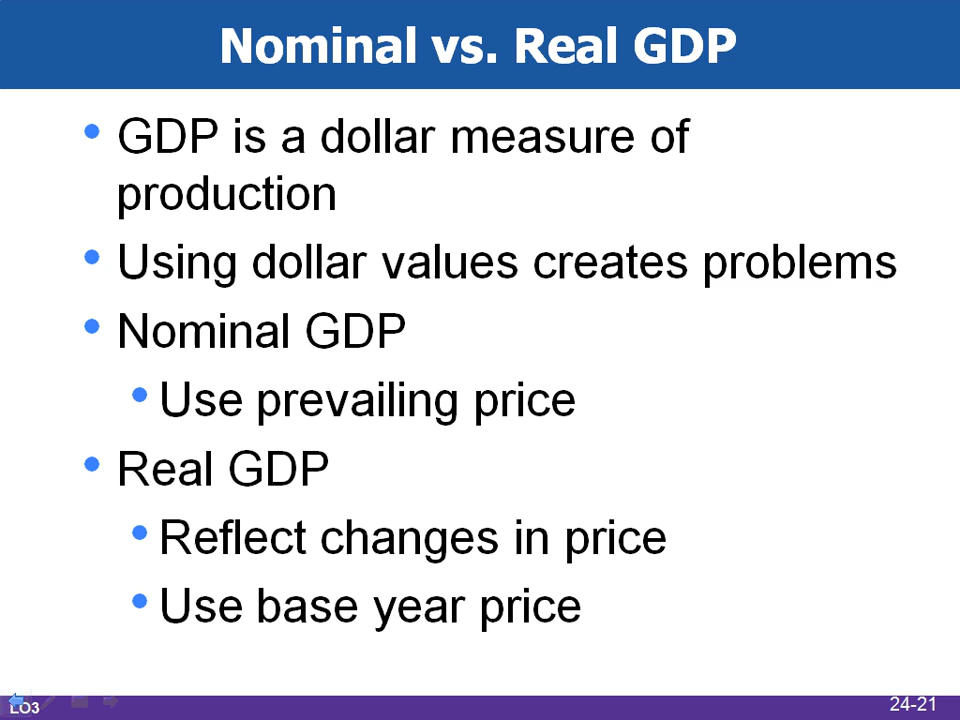 Nominal vs. Real GDP
• GDP is a dollar measure of
production
• Using dollar values creates problems
• Nominal GDP
• Use prevailing price
• Real GDP
• Reflect changes in price
• Use base year price
LO3
24-21